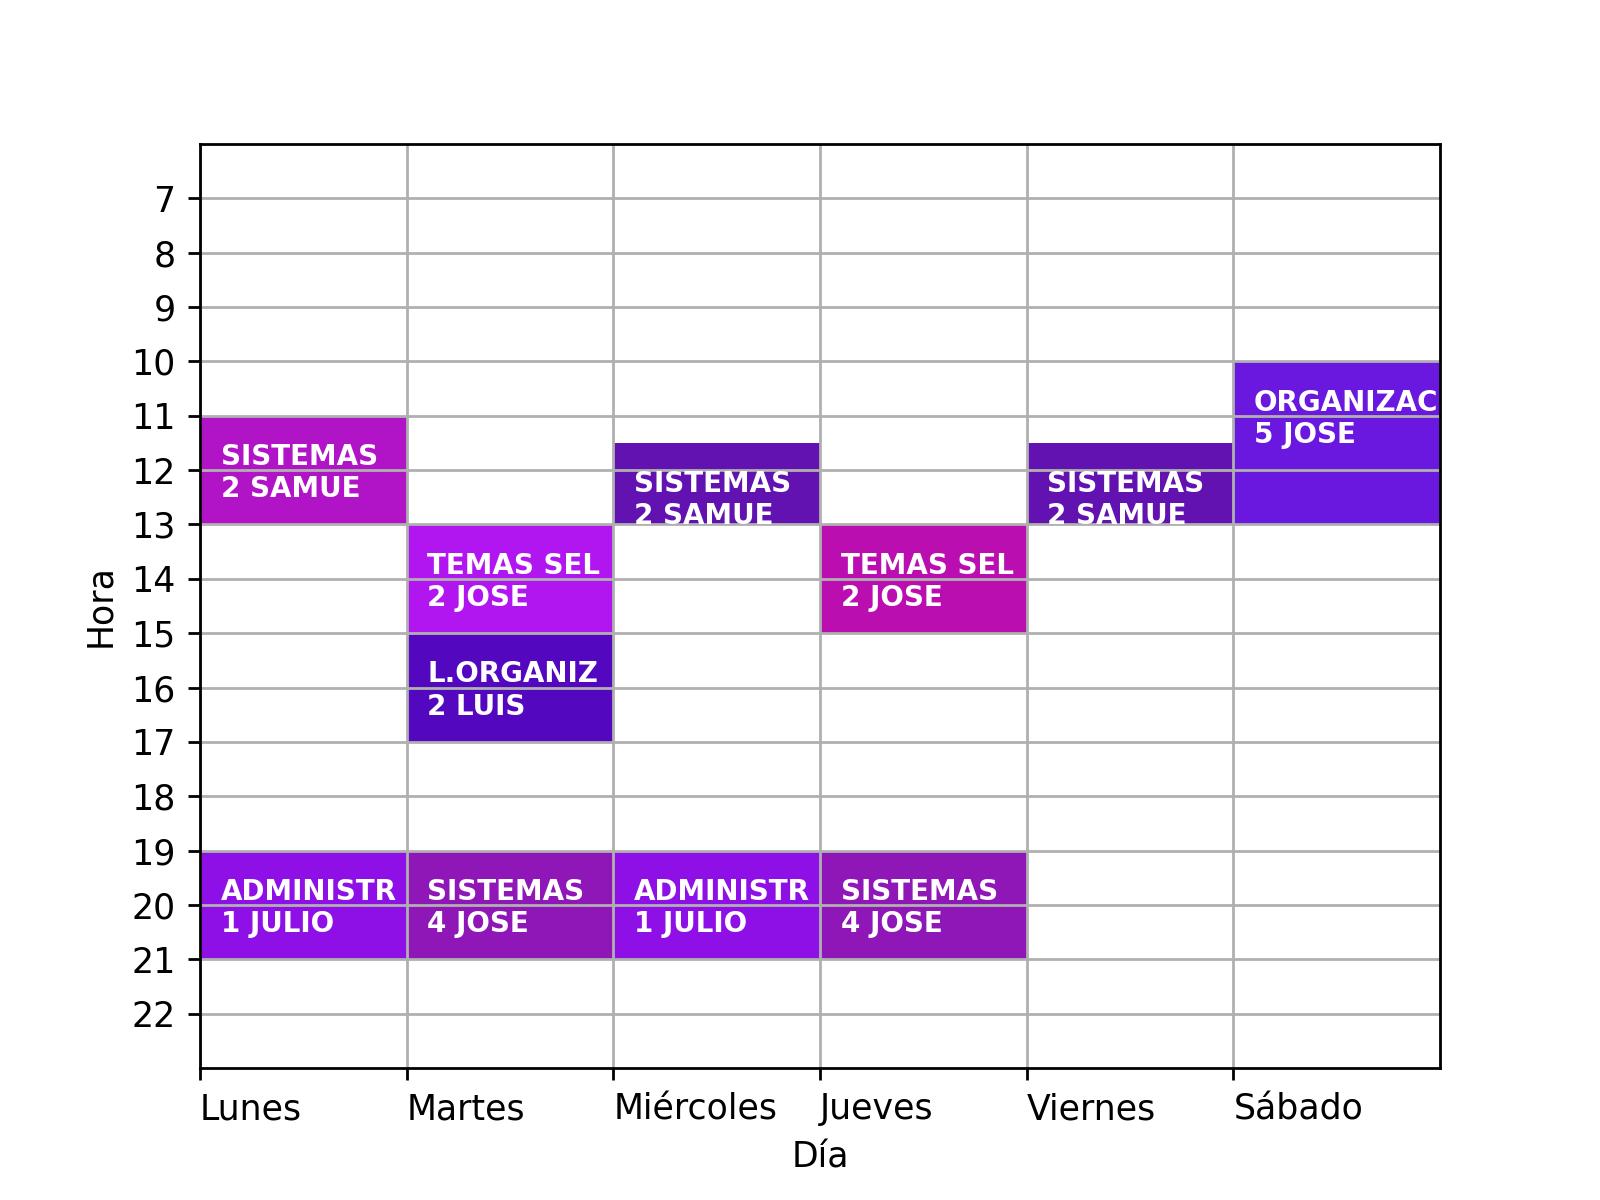 7
8
9
10
11
12
13
14
15
16
17
18
19
20
21
22
Hora
SISTEMAS
2 SAMUE
TEMAS SEL
2 JOSE
L.ORGANIZ
2 LUIS
SISTEMAS
2 SAMUE
TEMAS SEL
2 JOSE
SISTEMAS
2 SAMUE
ORGANIZAC
5 JOSE
ADMINISTR
1 JULIO
SISTEMAS
4 JOSE
ADMINISTR
1 JULIO
SISTEMAS
4 JOSE
Lunes
Martes
Miércoles
Jueves
Viernes
Sábado
Día